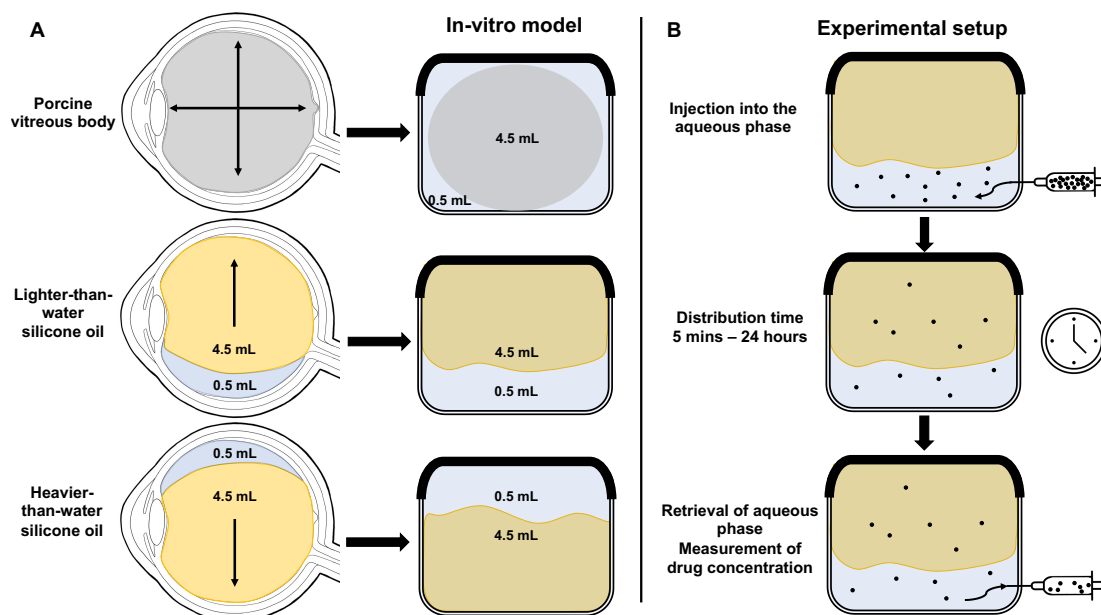 A
In-vitro model
Porcine
vitreous body
4.5 mL
0.5 mL
Lighter-than-
water
silicone oil
4.5 mL
0.5 mL
4.5 mL
0.5 mL
Heavier-
than-water
silicone oil
0.5 mL
4.5 mL
0.5 mL
4.5 mL
B
Experimental setup
Injection into the
aqueous phase
Distribution time
5 mins – 24 hours
Retrieval of aqueous
phase
Measurement of
drug concentration